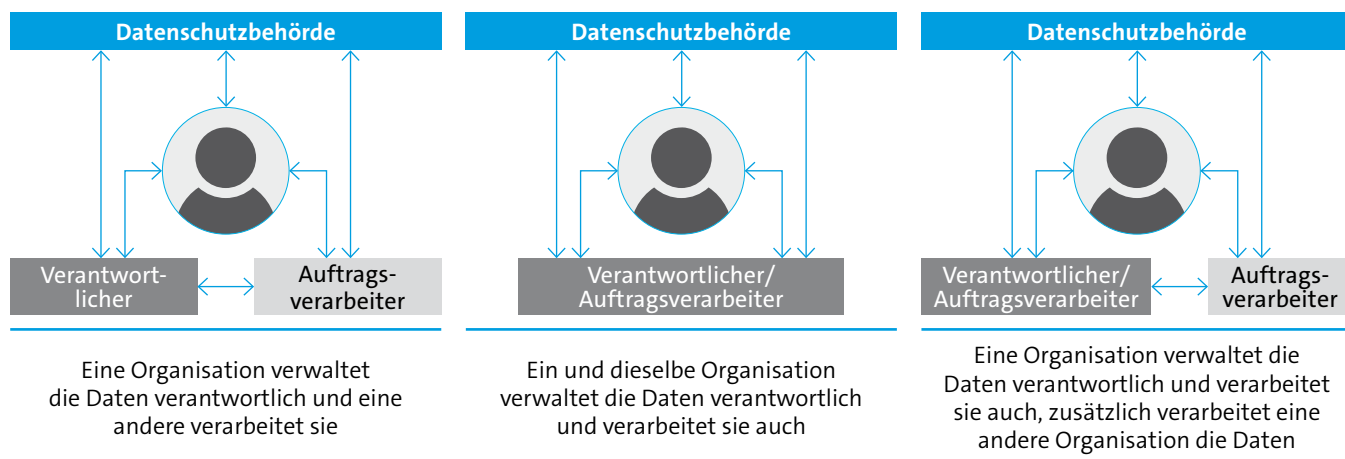 Datenschutzbehörde
Verantwort-
licher
Auftrags-
verarbeiter
Eine Organisation verwaltet
die Daten verantwortlich und eine
andere verarbeitet sie
Datenschutzbehörde
Verantwortlicher/
Auftragsverarbeiter
Ein und dieselbe Organisation
verwaltet die Daten verantwortlich
und verarbeitet sie auch
Datenschutzbehörde
Verantwortlicher/
Auftragsverarbeiter
Auftrags-
verarbeiter
Eine Organisation verwaltet die
Daten verantwortlich und verarbeitet
sie auch, zusätzlich verarbeitet eine
andere Organisation die Daten